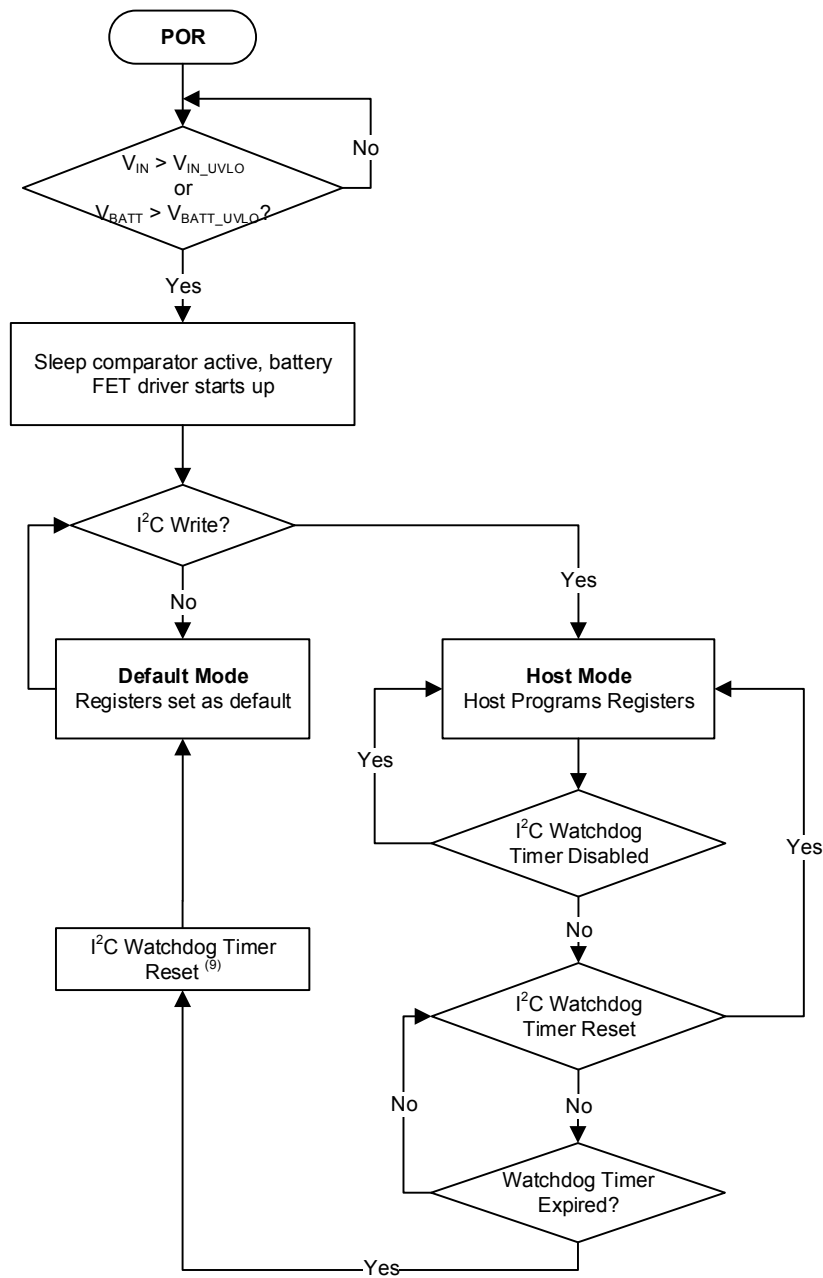 POR
No
V_IN > V_IN_UVLO
or
V_BATT > V_BATT_UVLO?
Yes
Sleep comparator active, battery
FET driver starts up
I²C Write?
Yes
No
Default Mode
Registers set as default
Host Mode
Host Programs Registers
Yes
I²C Watchdog
Timer Disabled
Yes
No
I²C Watchdog Timer
Reset (9)
I²C Watchdog
Timer Reset
No
No
Watchdog Timer
Expired?
Yes